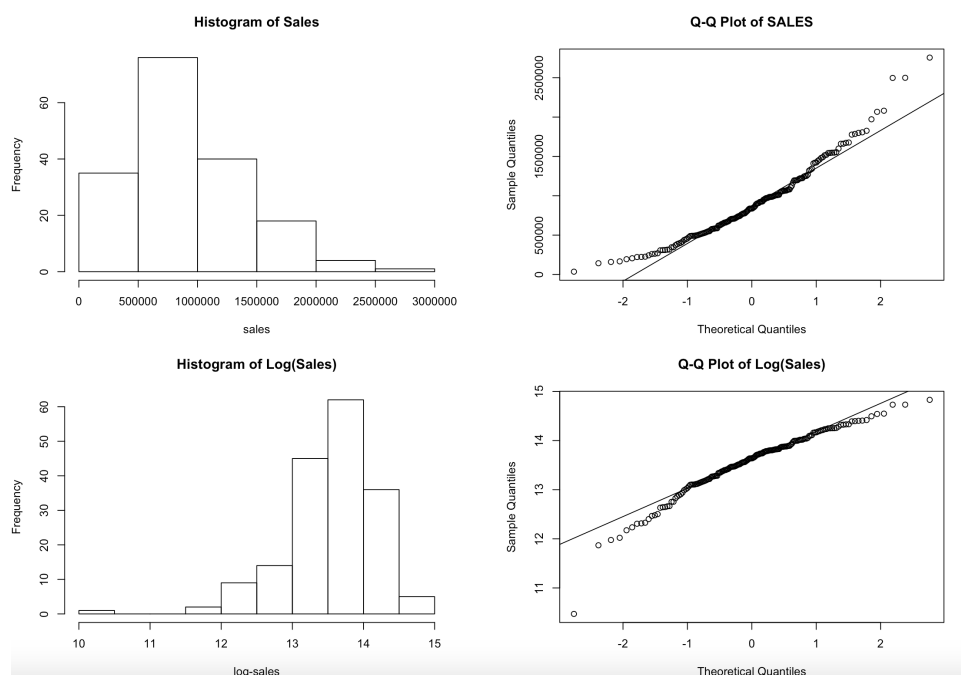 Histogram of Sales
Frequency
0
20
40
60
0 500000 1000000 1500000 2000000 2500000 3000000
sales
Q-Q Plot of SALES
Sample Quantiles
0
500000
1500000
2500000
-2 -1 0 1 2
Theoretical Quantiles
Histogram of Log(Sales)
Frequency
0
10
20
30
40
50
60
10 11 12 13 14 15
log-sales
Q-Q Plot of Log(Sales)
Sample Quantiles
11
12
13
14
15
-2 -1 0 1 2
Theoretical Quantiles